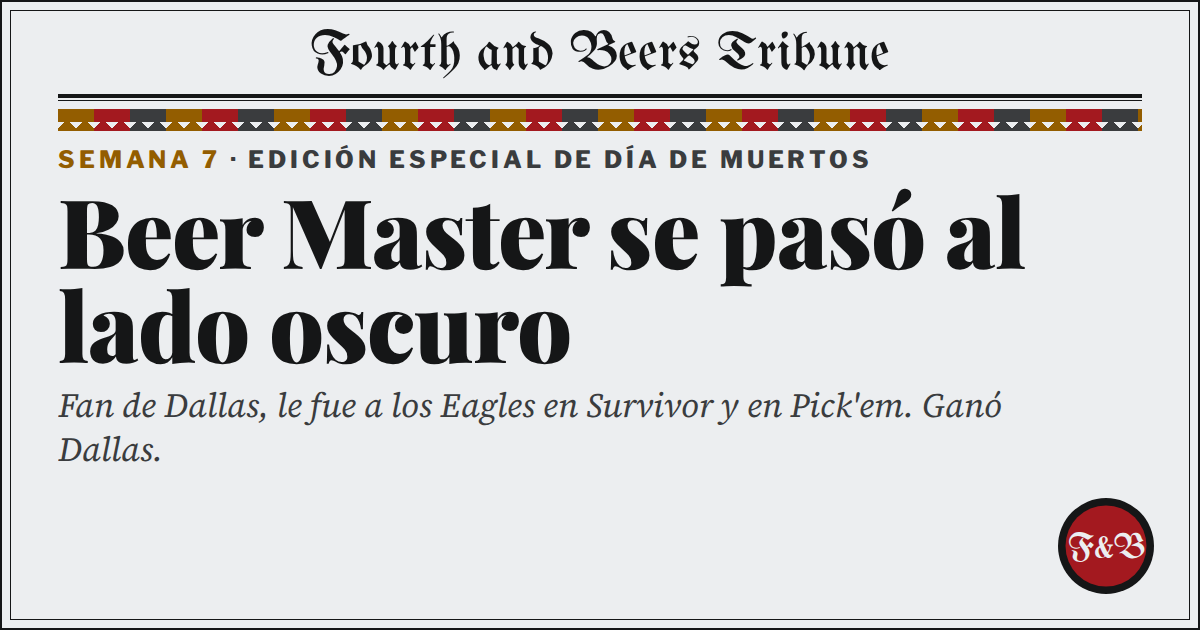 Fourth and Beers Tribune
SEMANA 7 · EDICIÓN ESPECIAL DE DÍA DE MUERTOS
Beer Master se pasó al
lado oscuro
Fan de Dallas, le fue a los Eagles en Survivor y en Pick'em. Ganó
Dallas.
F&B